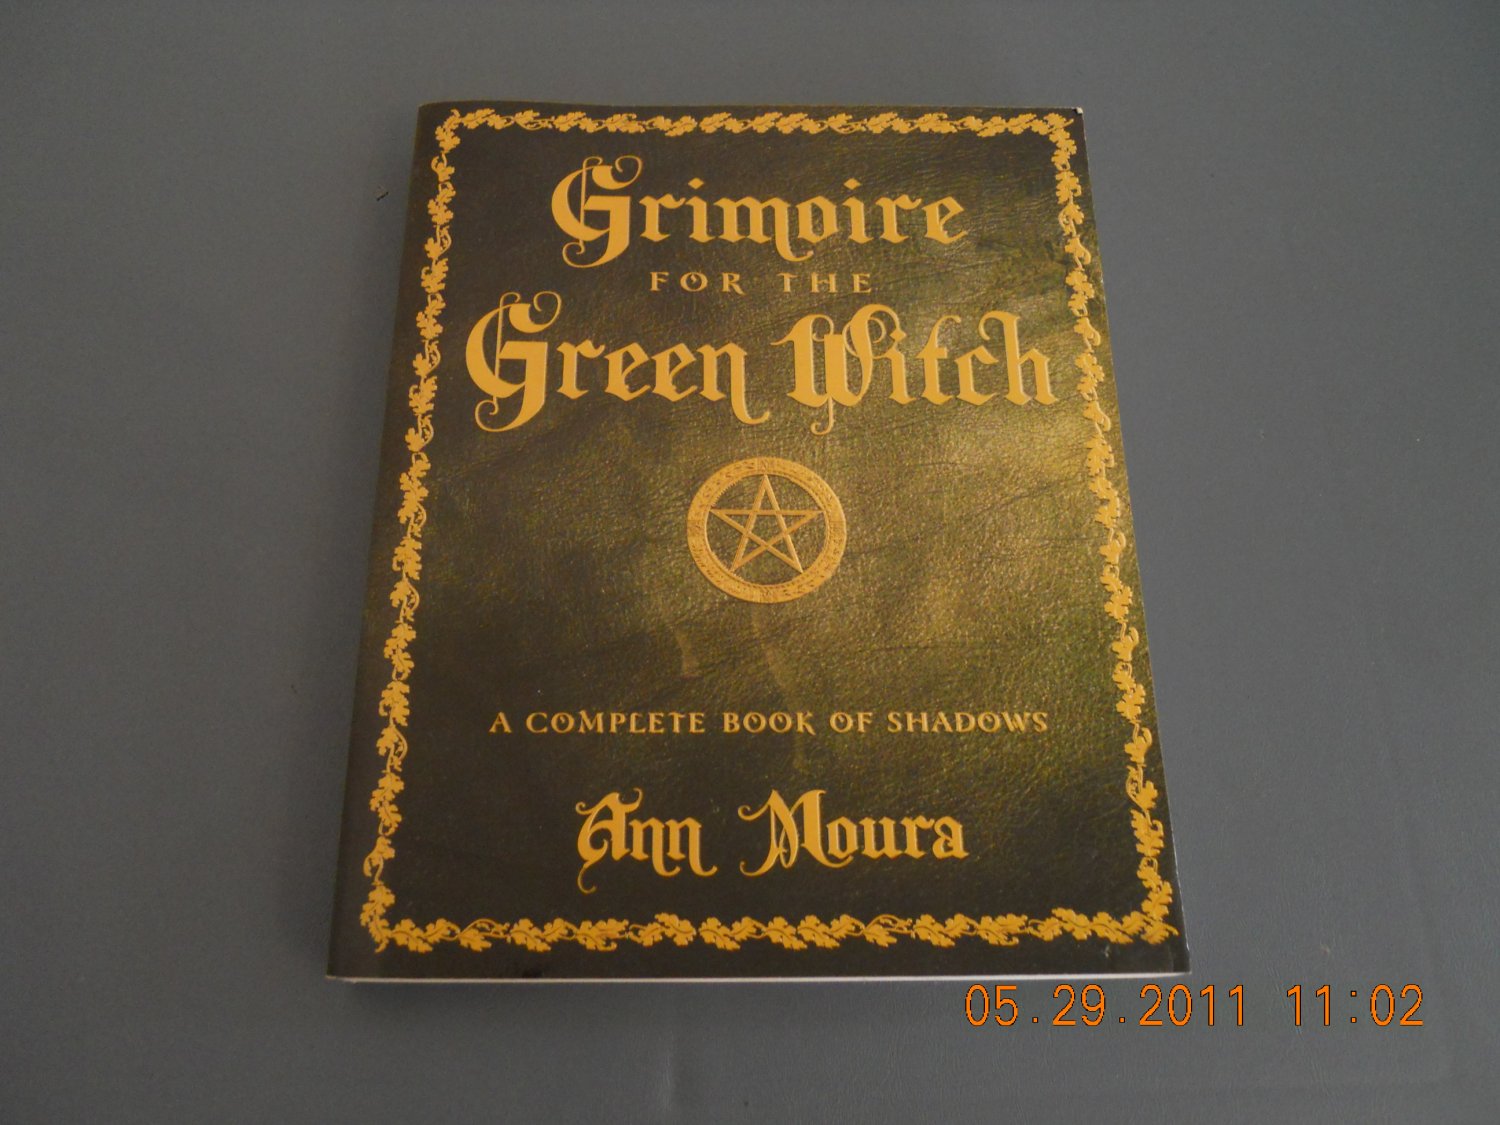 Grimoire
FOR THE
Green Witch
A COMPLETE BOOK OF SHADOWS
Ann Moura
05.29.2011 11:02